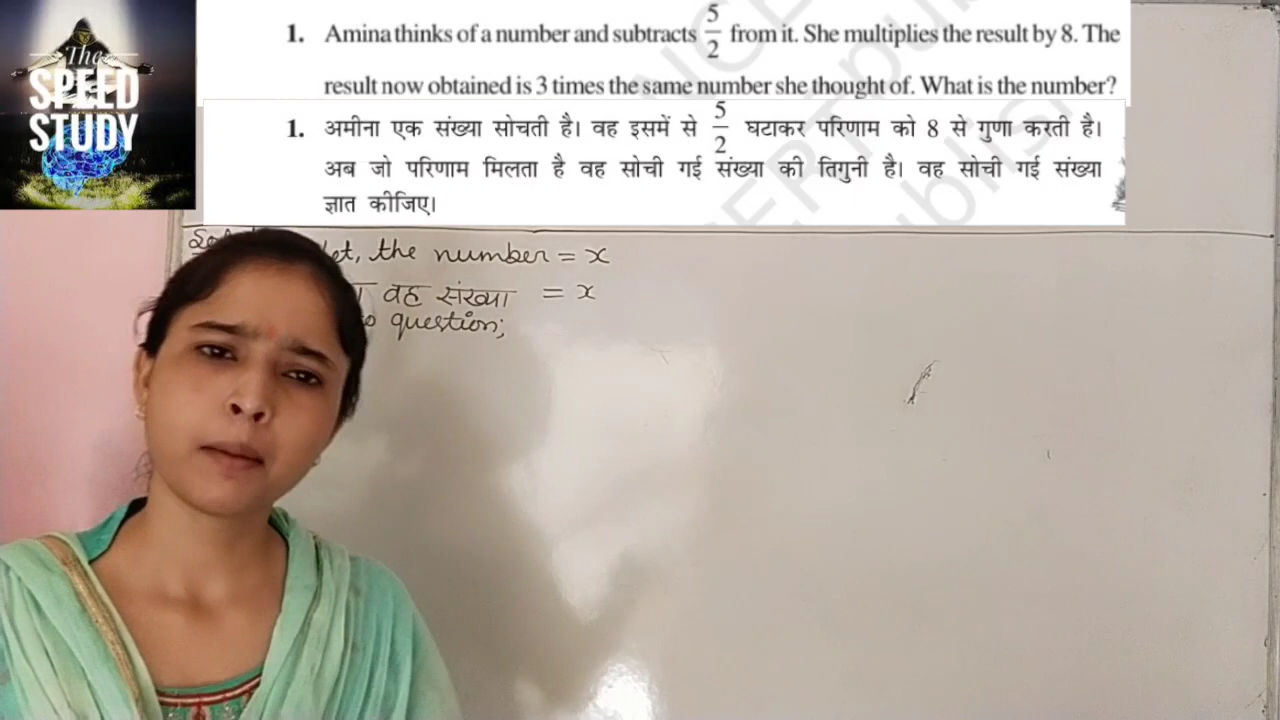 The
SPEED
STUDY
1. Amina thinks of a number and subtracts 5/2 from it. She multiplies the result by 8. The
result now obtained is 3 times the same number she thought of. What is the number?
1. अमीना एक संख्या सोचती है। वह इसमें से 5/2 घटाकर परिणाम को 8 से गुणा करती है।
अब जो परिणाम मिलता है वह सोची गई संख्या की तिगुनी है। वह सोची गई संख्या
ज्ञात कीजिए।
the number = x
वह संख्या = x
question;